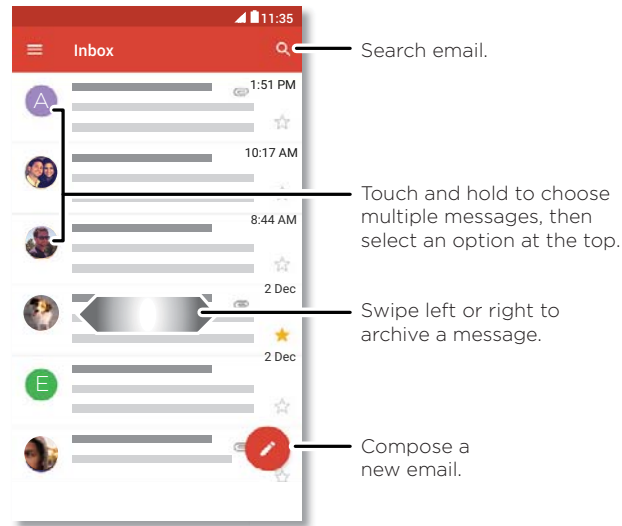 11:35
Inbox
Search email.
A
1:51 PM
10:17 AM
Touch and hold to choose
multiple messages, then
select an option at the top.
8:44 AM
2 Dec
Swipe left or right to
archive a message.
2 Dec
E
Compose a
new email.